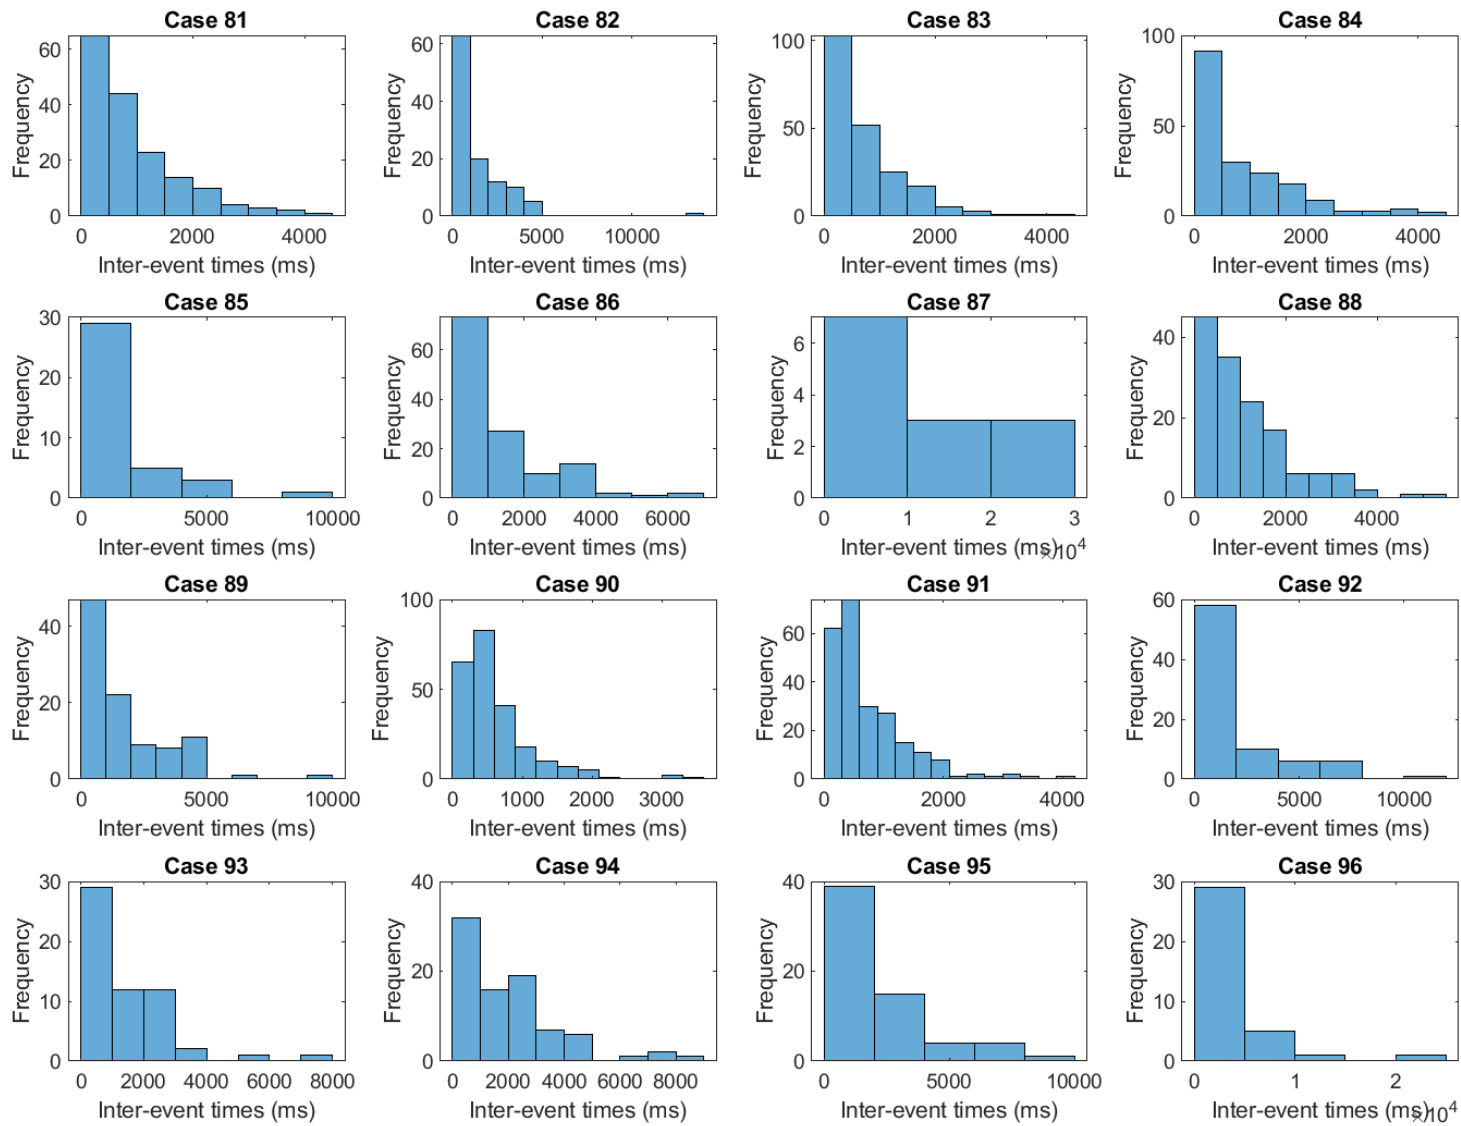 Case 81
Case 82
Case 83
Case 84
Frequency
60
40
20
0
Frequency
60
40
20
0
Frequency
100
50
0
Frequency
100
50
0
0 2000 4000
0 5000 10000
0 2000 4000
0 2000 4000
Inter-event times (ms)
Inter-event times (ms)
Inter-event times (ms)
Inter-event times (ms)
Case 85
Case 86
Case 87
Case 88
Frequency
30
20
10
0
Frequency
60
40
20
0
Frequency
6
4
2
0
Frequency
40
20
0
0 5000 10000
0 2000 4000 6000
0 1 2 3
0 2000 4000
Inter-event times (ms)
Inter-event times (ms)
Inter-event times (ms)
×10⁴
Inter-event times (ms)
Case 89
Case 90
Case 91
Case 92
Frequency
40
20
0
Frequency
100
50
0
Frequency
60
40
20
0
Frequency
60
40
20
0
0 5000 10000
0 1000 2000 3000
0 2000 4000
0 5000 10000
Inter-event times (ms)
Inter-event times (ms)
Inter-event times (ms)
Inter-event times (ms)
Case 93
Case 94
Case 95
Case 96
Frequency
30
20
10
0
Frequency
40
20
0
Frequency
40
20
0
Frequency
30
20
10
0
0 2000 4000 6000 8000
0 2000 4000 6000 8000
0 5000 10000
0 1 2
Inter-event times (ms)
Inter-event times (ms)
Inter-event times (ms)
Inter-event times (ms)
×10⁴